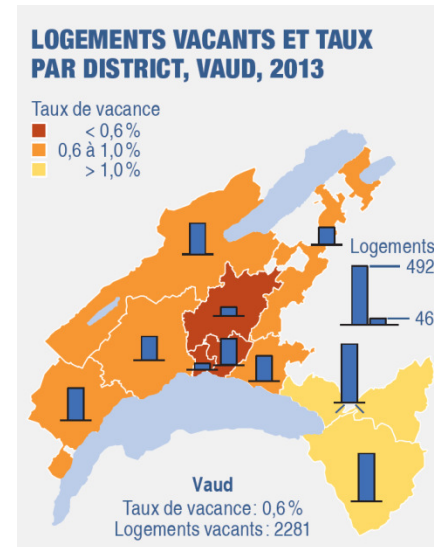 LOGEMENTS VACANTS ET TAUX
PAR DISTRICT, VAUD, 2013
Taux de vacance
< 0,6 %
0,6 à 1,0 %
> 1,0 %
Logements
492
46
Vaud
Taux de vacance : 0,6 %
Logements vacants : 2281